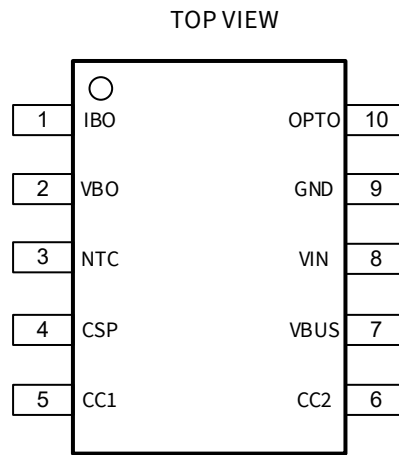 TOP VIEW
1 IBO OPTO 10
2 VBO GND 9
3 NTC VIN 8
4 CSP VBUS 7
5 CC1 CC2 6